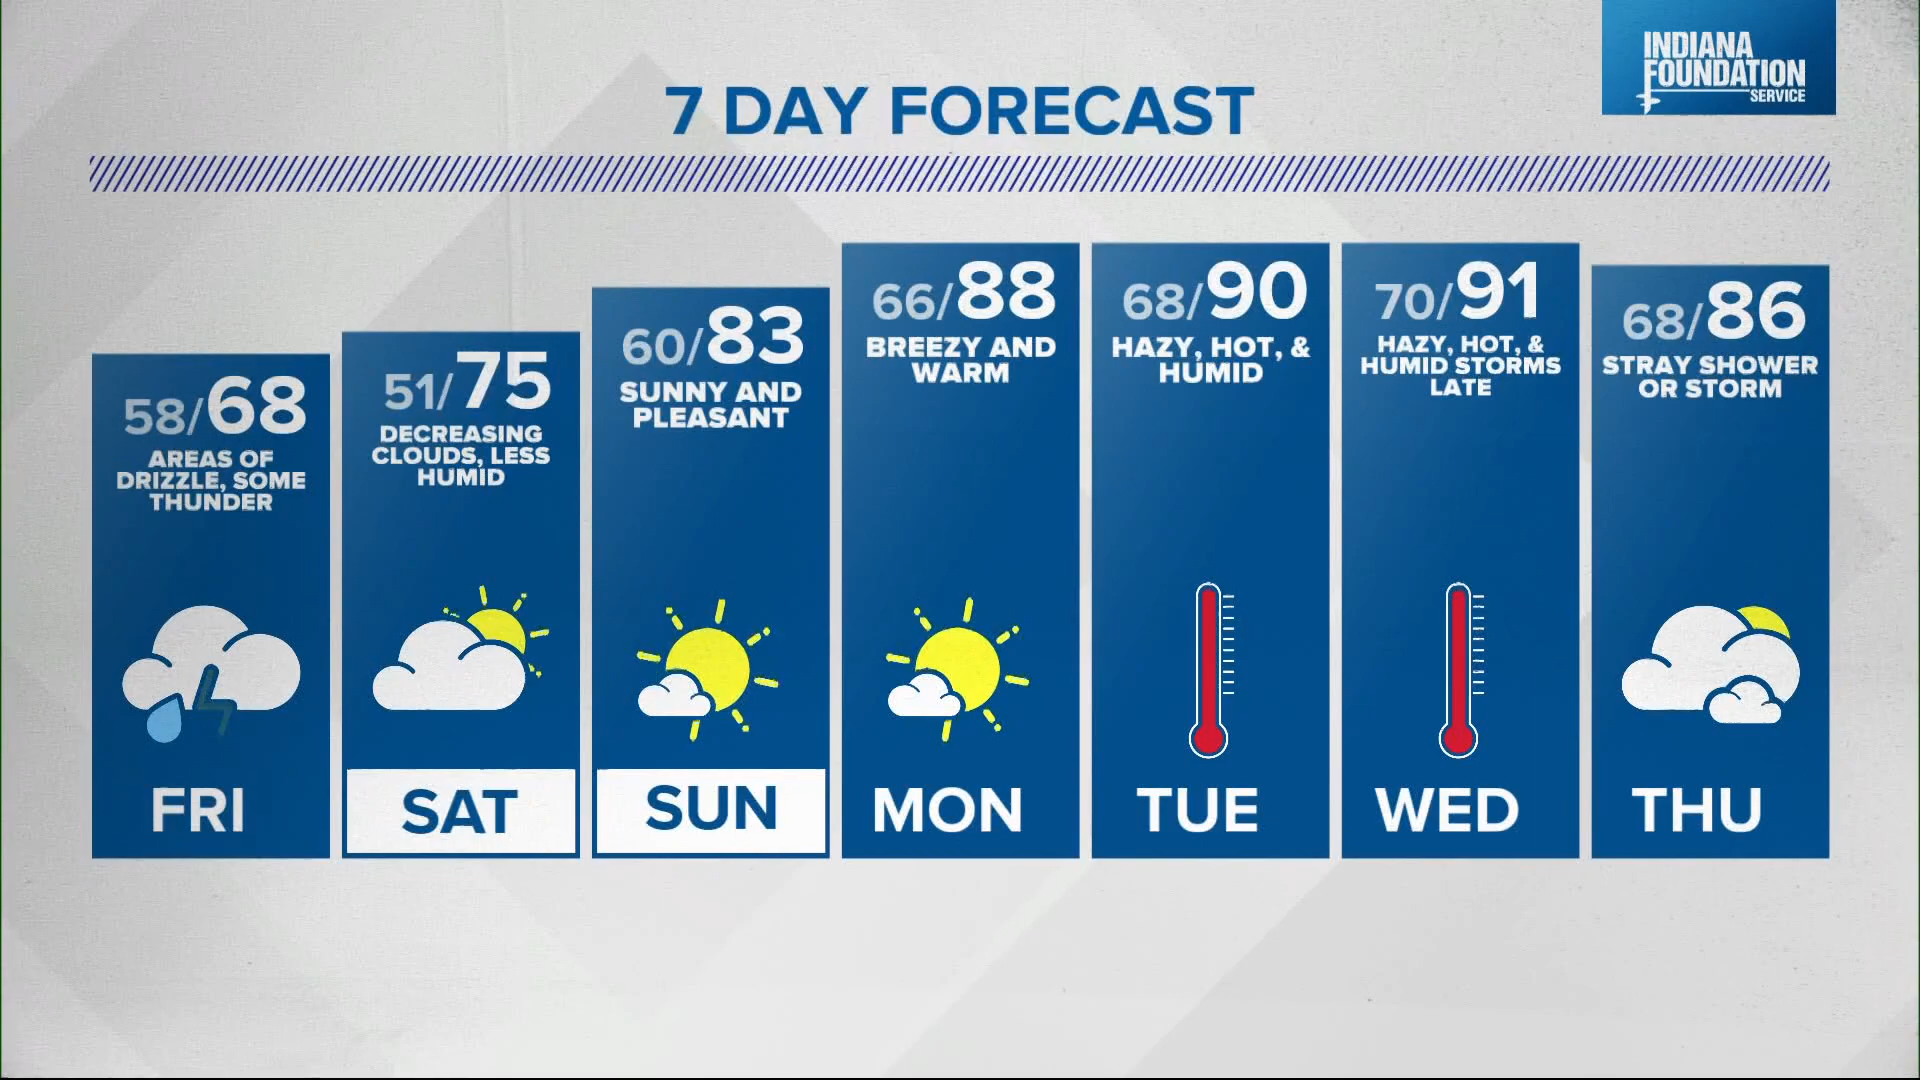 INDIANA
FOUNDATION
SERVICE
7 DAY FORECAST
58/68
AREAS OF
DRIZZLE, SOME
THUNDER
FRI
51/75
DECREASING
CLOUDS, LESS
HUMID
SAT
60/83
SUNNY AND
PLEASANT
SUN
66/88
BREEZY AND
WARM
MON
68/90
HAZY, HOT, &
HUMID
TUE
70/91
HAZY, HOT, &
HUMID STORMS
LATE
WED
68/86
STRAY SHOWER
OR STORM
THU